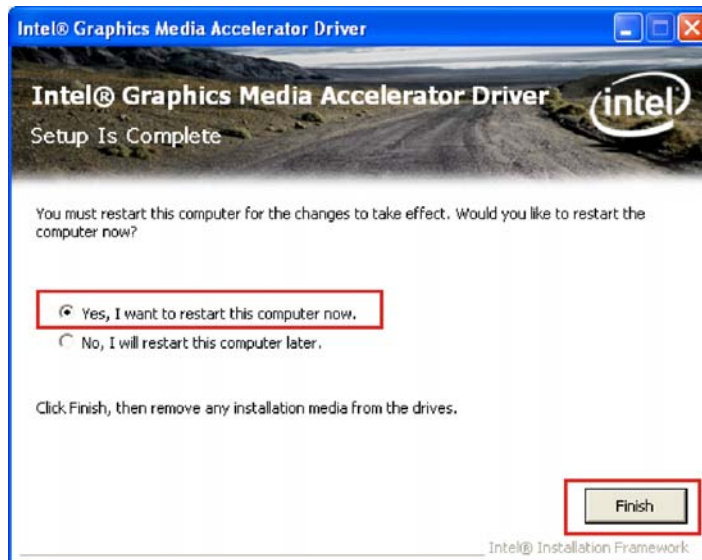 Intel® Graphics Media Accelerator Driver
Intel® Graphics Media Accelerator Driver
intel
Setup Is Complete
You must restart this computer for the changes to take effect. Would you like to restart the
computer now?
Yes, I want to restart this computer now.
No, I will restart this computer later.
Click Finish, then remove any installation media from the drives.
Finish
Intel® Installation Framework